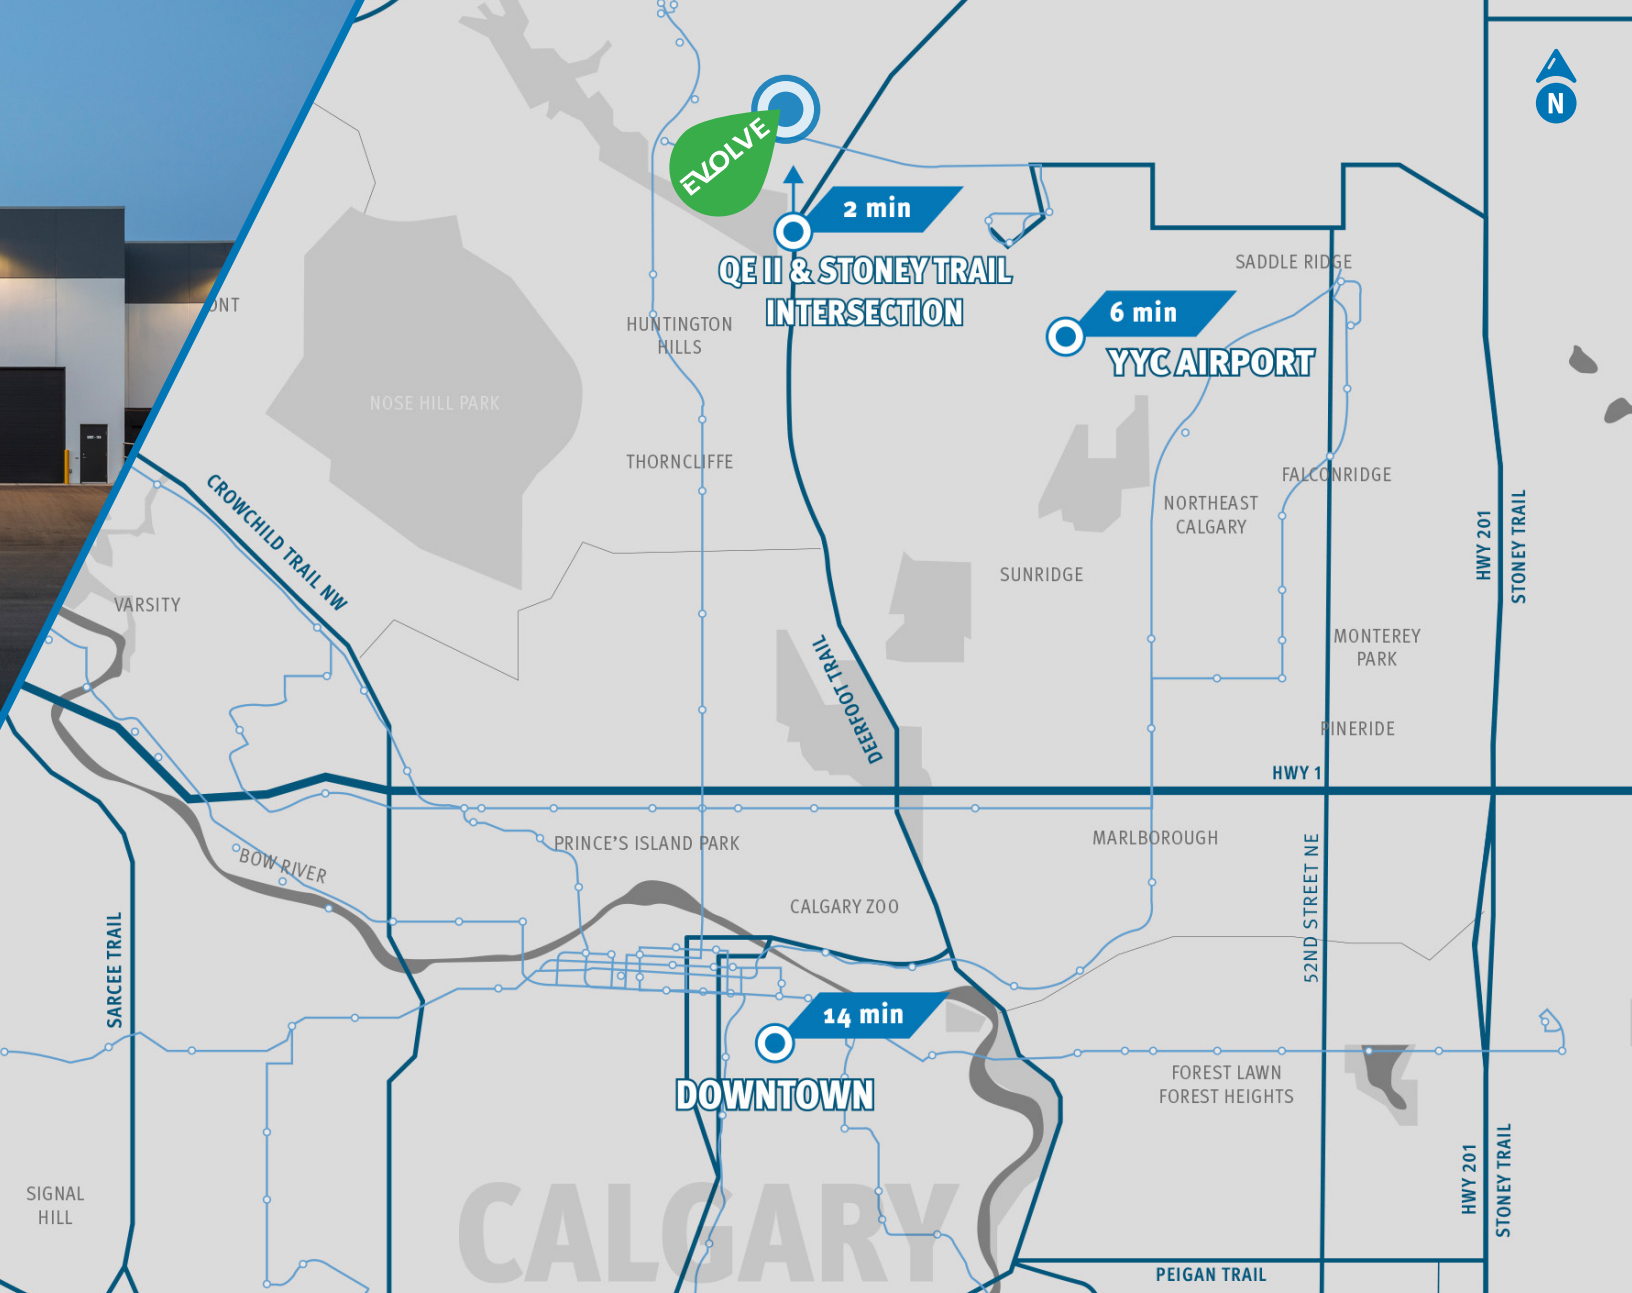 N
EVOLVE
2 min
QE II & STONEY TRAIL
INTERSECTION
SADDLE RIDGE
6 min
YYC AIRPORT
ONT
HUNTINGTON
HILLS
NOSE HILL PARK
THORNCLIFFE
CROWCHILD TRAIL NW
FALCONRIDGE
NORTHEAST
CALGARY
HWY 201
STONEY TRAIL
SUNRIDGE
VARSITY
MONTEREY
PARK
DEERFOOT TRAIL
PINERIDE
HWY 1
PRINCE'S ISLAND PARK
MARLBOROUGH
BOW RIVER
CALGARY ZOO
52ND STREET NE
SARCEE TRAIL
14 min
DOWNTOWN
FOREST LAWN
FOREST HEIGHTS
HWY 201
STONEY TRAIL
SIGNAL
HILL
CALGARY
PEIGAN TRAIL